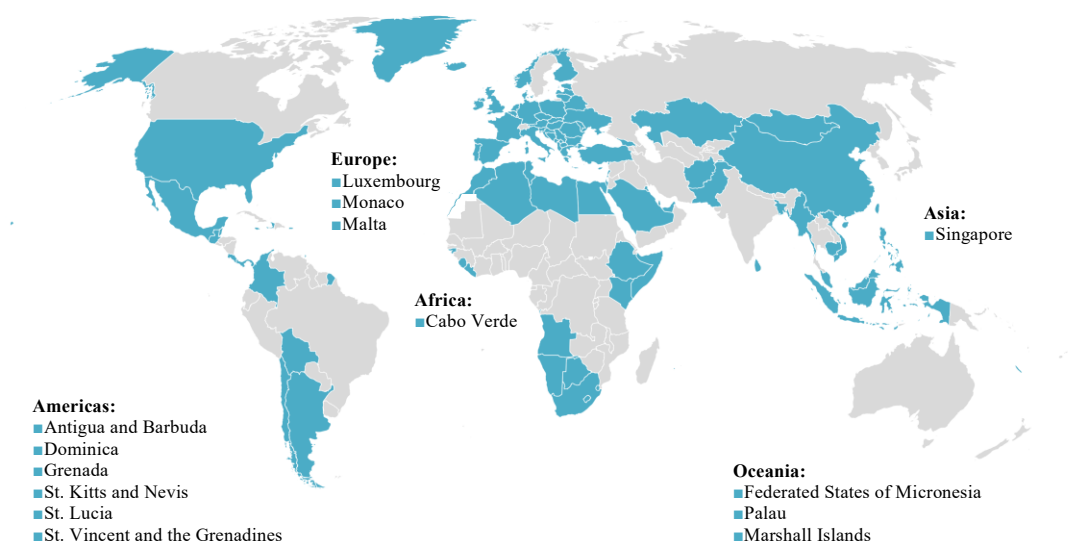 Europe:
Luxembourg
Monaco
Malta
Asia:
Singapore
Africa:
Cabo Verde
Americas:
Antigua and Barbuda
Dominica
Grenada
St. Kitts and Nevis
St. Lucia
St. Vincent and the Grenadines
Oceania:
Federated States of Micronesia
Palau
Marshall Islands